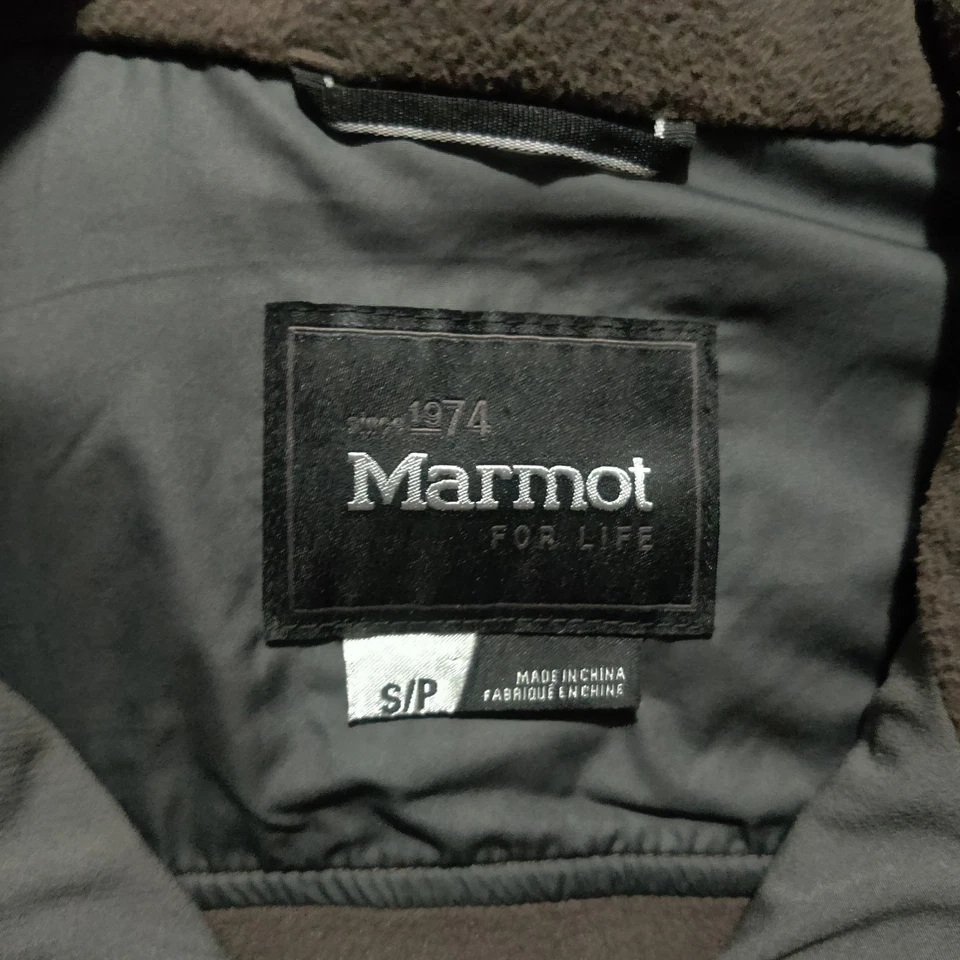 since 1974
Marmot
FOR LIFE
S/P
MADE IN CHINA
FABRIQUÉ EN CHINE